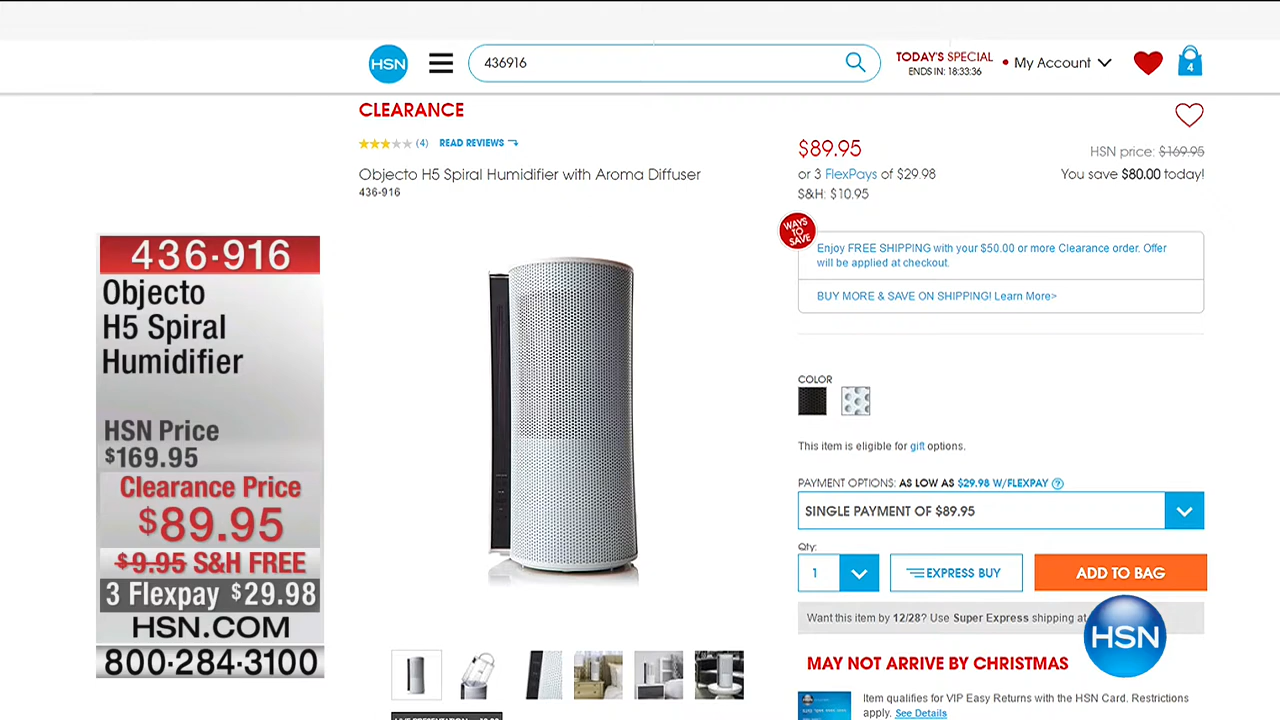 HSN
436916
TODAY'S SPECIAL
ENDS IN: 18:33:36
My Account
4
CLEARANCE
(4) READ REVIEWS
Objecto H5 Spiral Humidifier with Aroma Diffuser
436-916
$89.95
HSN price: $169.95
or 3 FlexPays of $29.98
You save $80.00 today!
S&H: $10.95
WAYS TO SAVE
Enjoy FREE SHIPPING with your $50.00 or more Clearance order. Offer
will be applied at checkout.
BUY MORE & SAVE ON SHIPPING! Learn More>
436-916
Objecto
H5 Spiral
Humidifier
HSN Price
$169.95
Clearance Price
$89.95
$9.95 S&H FREE
3 Flexpay $29.98
HSN.COM
800-284-3100
COLOR
This item is eligible for gift options.
PAYMENT OPTIONS: AS LOW AS $29.98 W/FLEXPAY ?
SINGLE PAYMENT OF $89.95
Qty:
1
EXPRESS BUY
ADD TO BAG
Want this item by 12/28? Use Super Express shipping at
HSN
MAY NOT ARRIVE BY CHRISTMAS
Item qualifies for VIP Easy Returns with the HSN Card. Restrictions
apply. See Details